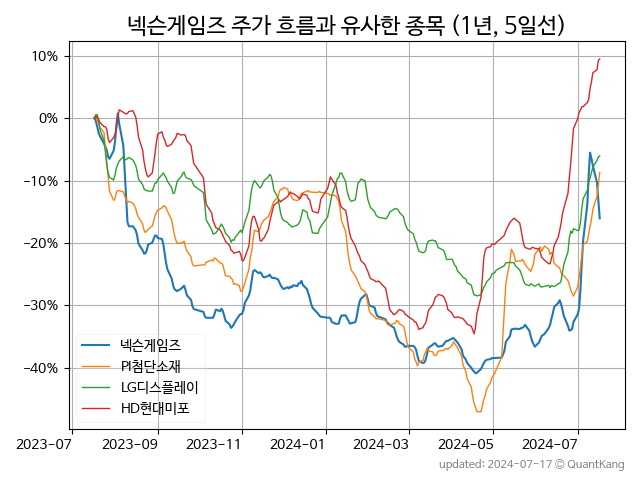 넥슨게임즈 주가 흐름과 유사한 종목 (1년, 5일선)
10%
0%
−10%
−20%
−30%
−40%
넥슨게임즈
PI첨단소재
LG디스플레이
HD현대미포
2023−07
2023−09
2023−11
2024−01
2024−03
2024−05
2024−07
updated: 2024−07−17 © QuantKang